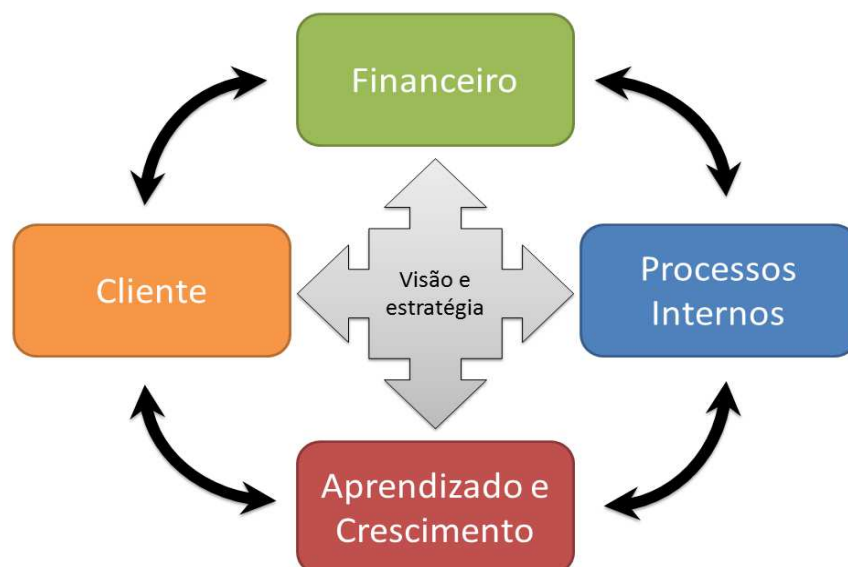 Financeiro
Cliente
Visão e
estratégia
Processos
Internos
Aprendizado e
Crescimento